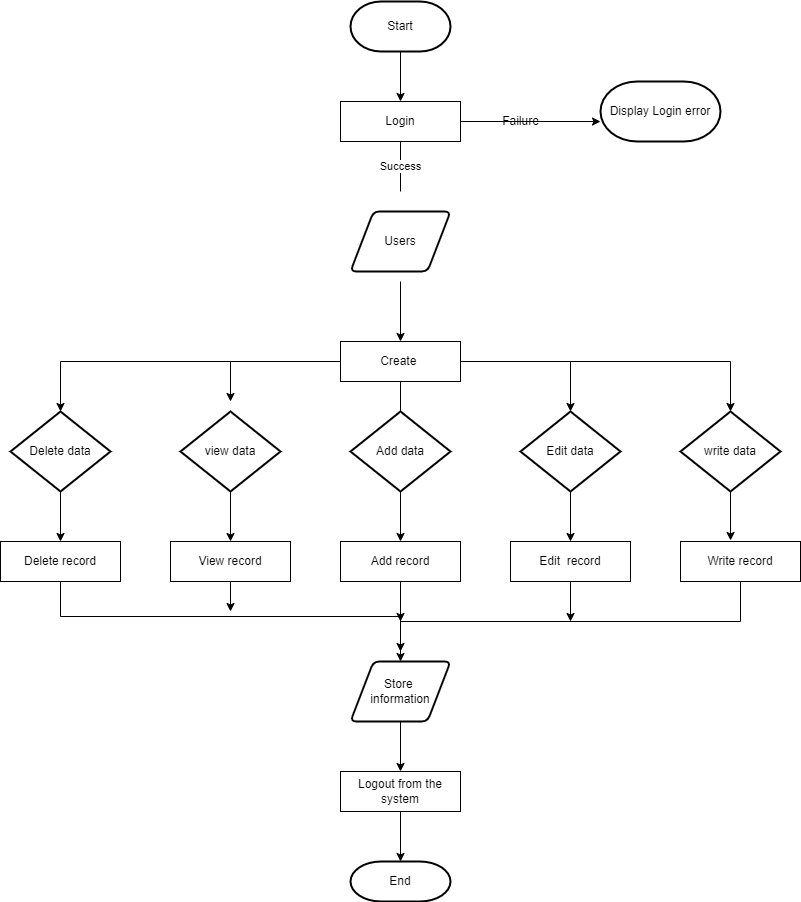 Start
Login
Failure
Display Login error
Success
Users
Create
Delete data
view data
Add data
Edit data
write data
Delete record
View record
Add record
Edit  record
Write record
Store
information
Logout from the
system
End